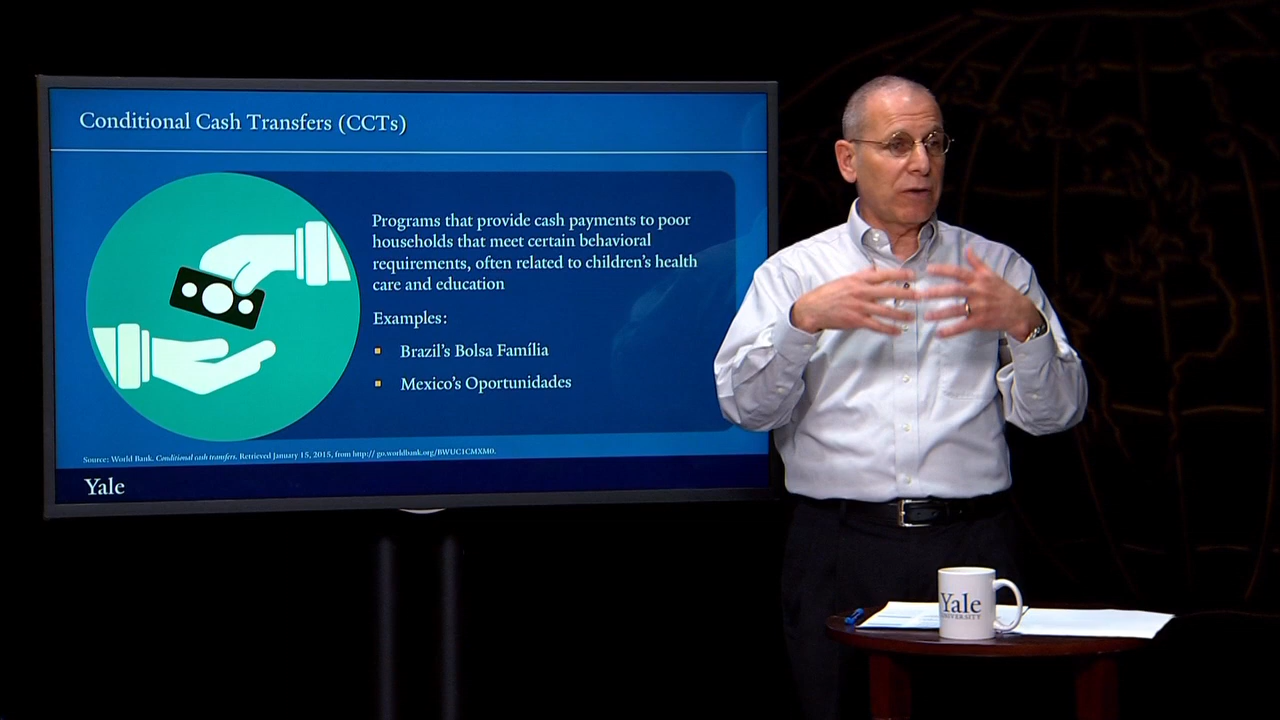 Conditional Cash Transfers (CCTs)
Programs that provide cash payments to poor
households that meet certain behavioral
requirements, often related to children's health
care and education
Examples:
Brazil's Bolsa Família
Mexico's Oportunidades
Source: World Bank. Conditional cash transfers. Retrieved January 15, 2015, from http:// go.worldbank.org/BWUC1CMXM0.
Yale
Yale
UNIVERSITY